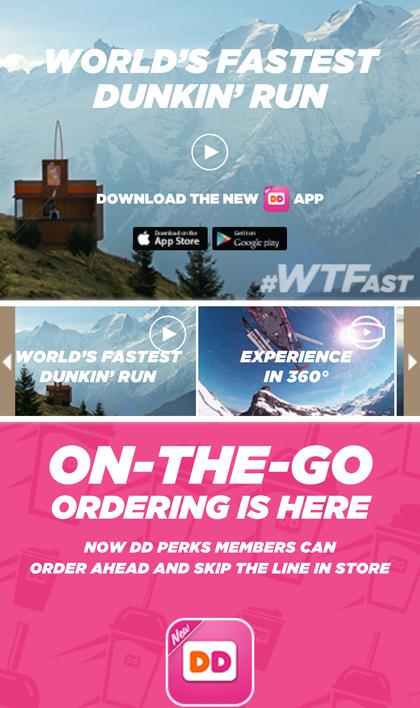 WORLD'S FASTEST
DUNKIN' RUN
DOWNLOAD THE NEW DD APP
Download on the
App Store
Get it on
Google play
#WTFAST
WORLD'S FASTEST
DUNKIN' RUN
EXPERIENCE
IN 360°
ON-THE-GO
ORDERING IS HERE
NOW DD PERKS MEMBERS CAN
ORDER AHEAD AND SKIP THE LINE IN STORE
New
DD